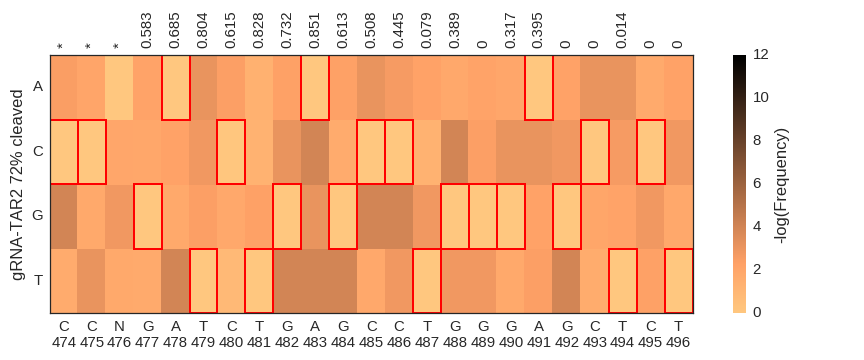 * * * 0.583 0.685 0.804 0.615 0.828 0.732 0.851 0.613 0.508 0.445 0.079 0.389 0 0.317 0.395 0 0 0.014 0 0
gRNA-TAR2 72% cleaved
A
C
G
T
C C N G A T C T G A G C C T G G G A G C T C T
474 475 476 477 478 479 480 481 482 483 484 485 486 487 488 489 490 491 492 493 494 495 496
12
10
8
6
4
2
0
-log(Frequency)